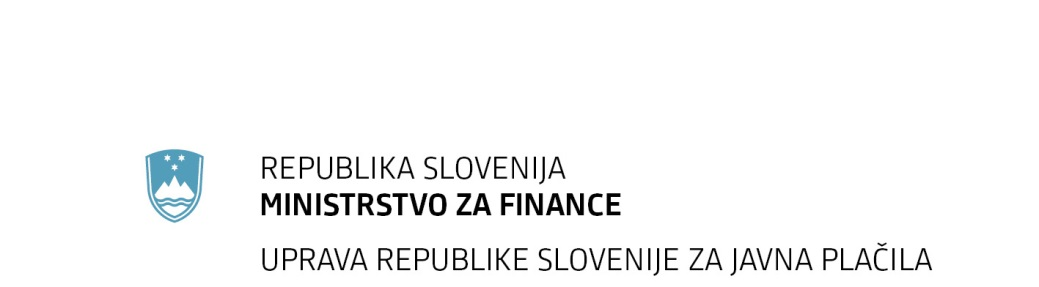 REPUBLIKA SLOVENIJA
MINISTRSTVO ZA FINANCE
UPRAVA REPUBLIKE SLOVENIJE ZA JAVNA PLAČILA